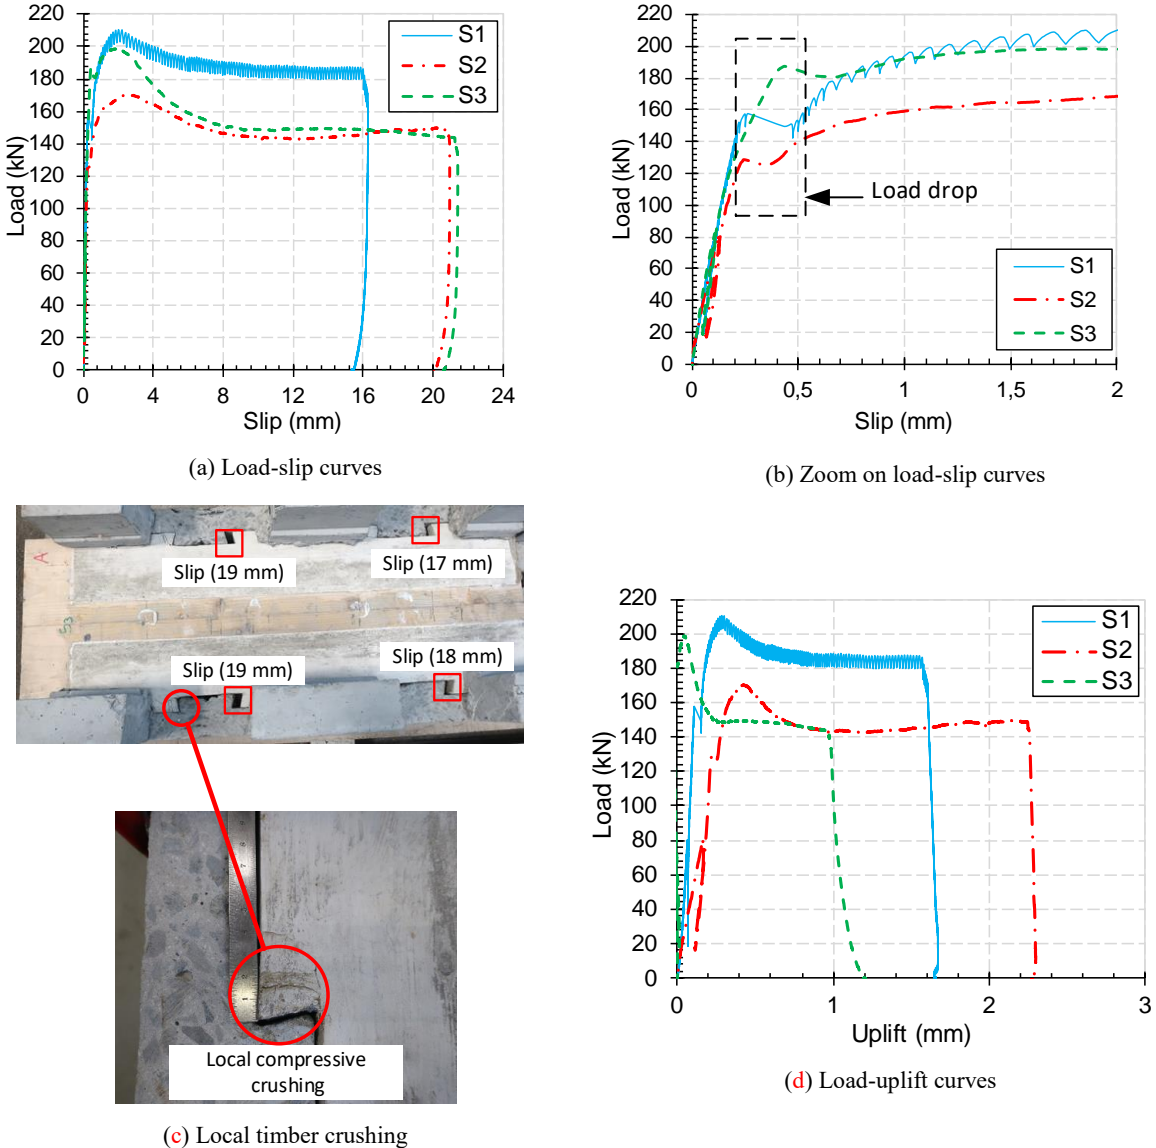 220
200
180
160
140
120
100
80
60
40
20
0
Load (kN)
S1
S2
S3
0 4 8 12 16 20 24
Slip (mm)
(a) Load-slip curves
220
200
180
160
140
120
100
80
60
40
20
0
Load (kN)
Load drop
S1
S2
S3
0 0,5 1 1,5 2
Slip (mm)
(b) Zoom on load-slip curves
A
S3
Slip (19 mm)
Slip (17 mm)
Slip (19 mm)
Slip (18 mm)
Local compressive
crushing
(c) Local timber crushing
220
200
180
160
140
120
100
80
60
40
20
0
Load (kN)
S1
S2
S3
0 1 2 3
Uplift (mm)
(d) Load-uplift curves